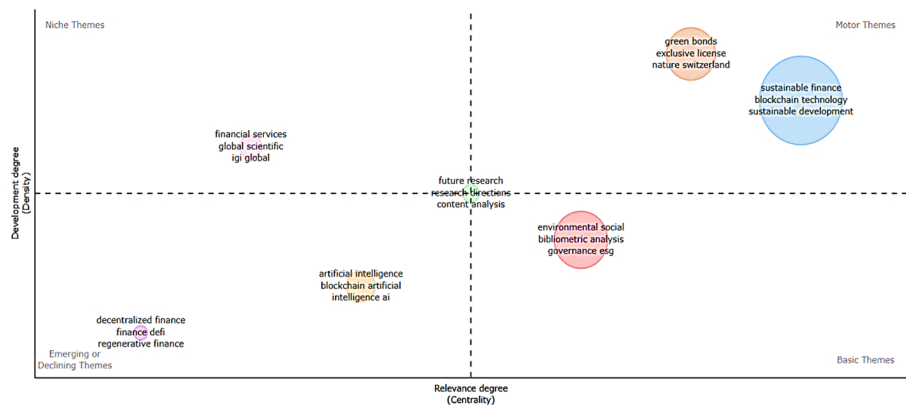 Niche Themes
Motor Themes
green bonds
exclusive license
nature switzerland
sustainable finance
blockchain technology
sustainable development
financial services
global scientific
igi global
future research
research directions
content analysis
environmental social
bibliometric analysis
governance esg
artificial intelligence
blockchain artificial
intelligence ai
decentralized finance
finance defi
regenerative finance
Emerging or
Declining Themes
Basic Themes
Development degree
(Density)
Relevance degree
(Centrality)